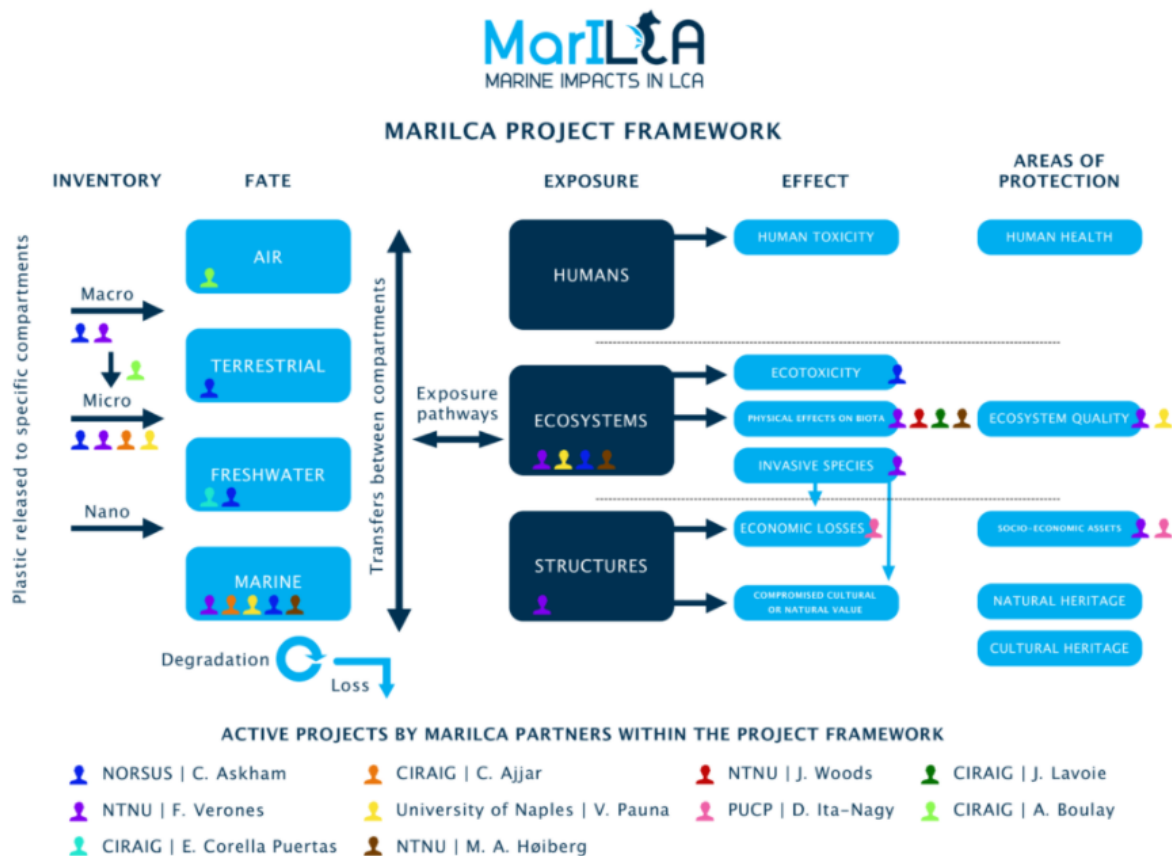 MarILCA
MARINE IMPACTS IN LCA
MARILCA PROJECT FRAMEWORK
INVENTORY
FATE
EXPOSURE
EFFECT
AREAS OF
PROTECTION
Plastic released to specific compartments
Macro
Micro
Nano
AIR
TERRESTRIAL
FRESHWATER
MARINE
Degradation
Loss
Transfers between compartments
Exposure
pathways
HUMANS
ECOSYSTEMS
STRUCTURES
HUMAN TOXICITY
ECOTOXICITY
PHYSICAL EFFECTS ON BIOTA
INVASIVE SPECIES
ECONOMIC LOSSES
COMPROMISED CULTURAL
OR NATURAL VALUE
HUMAN HEALTH
ECOSYSTEM QUALITY
SOCIO-ECONOMIC ASSETS
NATURAL HERITAGE
CULTURAL HERITAGE
ACTIVE PROJECTS BY MARILCA PARTNERS WITHIN THE PROJECT FRAMEWORK
NORSUS | C. Askham
CIRAIG | C. Ajjar
NTNU | J. Woods
CIRAIG | J. Lavoie
NTNU | F. Verones
University of Naples | V. Pauna
PUCP | D. Ita-Nagy
CIRAIG | A. Boulay
CIRAIG | E. Corella Puertas
NTNU | M. A. Høiberg